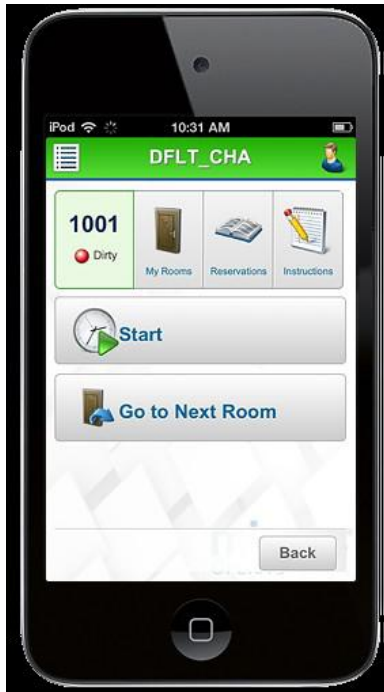 iPod 10:31 AM
DFLT_CHA
1001
Dirty
My Rooms
Reservations
Instructions
Start
Go to Next Room
Back